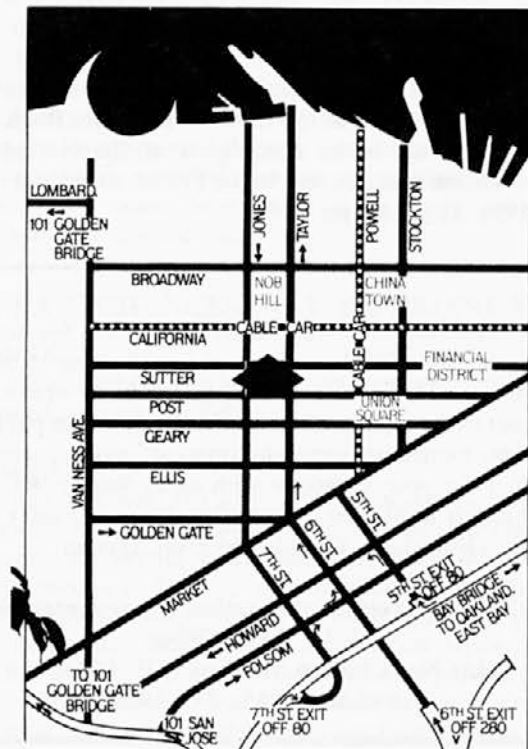 LOMBARD
101 GOLDEN
GATE
BRIDGE
JONES
TAYLOR
POWELL
STOCKTON
BROADWAY
NOB
HILL
CHINA
TOWN
CABLE CAR
CALIFORNIA
CABLE CAR
FINANCIAL
DISTRICT
SUTTER
POST
UNION
SQUARE
GEARY
ELLIS
VAN NESS AVE.
GOLDEN GATE
MARKET
7TH ST.
6TH ST.
5TH ST.
5TH ST. EXIT
OFF 80
BAY BRIDGE
TO OAKLAND,
EAST BAY
HOWARD
FOLSOM
TO 101
GOLDEN GATE
BRIDGE
101 SAN
JOSE
7TH ST. EXIT
OFF 80
6TH ST. EXIT
OFF 280